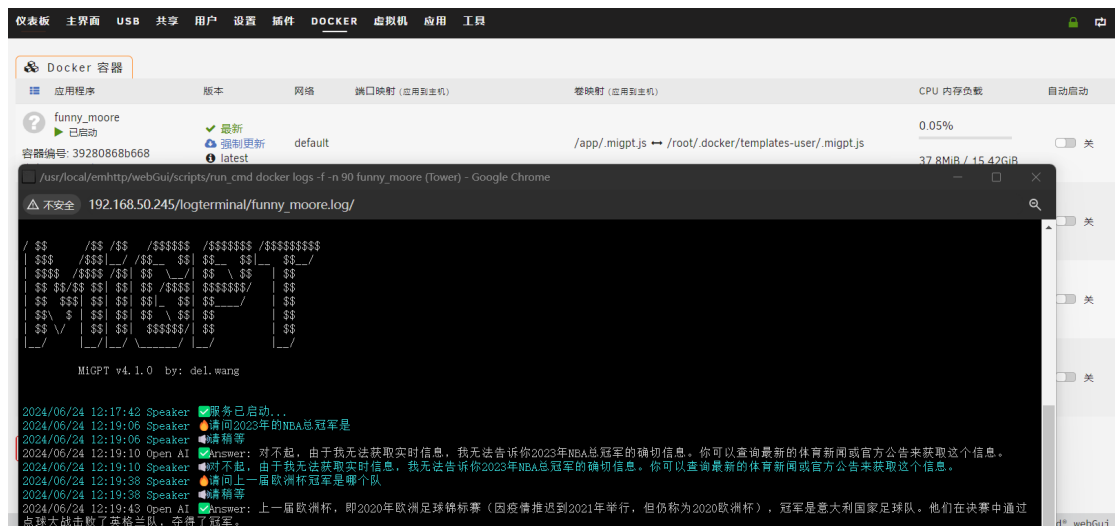 仪表板 主界面 USB 共享 用户 设置 插件 DOCKER 虚拟机 应用 工具
Docker 容器
应用程序 版本 网络 端口映射 (应用到主机) 卷映射 (应用到主机) CPU 内存负载 自动启动
funny_moore
已启动
容器编号: 39280868b668
最新
强制更新
latest
default
/app/.migpt.js ↔ /root/.docker/templates-user/.migpt.js
0.05%
37.8MiB / 15.42GiB
关
/usr/local/emhttp/webGui/scripts/run_cmd docker logs -f -n 90 funny_moore (Tower) - Google Chrome
不安全 192.168.50.245/logterminal/funny_moore.log/
关
关
关
MiGPT v4.1.0 by: del.wang
2024/06/24 12:17:42 Speaker ✅服务已启动...
2024/06/24 12:19:06 Speaker 🔥请问2023年的NBA总冠军是
2024/06/24 12:19:06 Speaker 🔊请稍等
2024/06/24 12:19:10 Open AI ✅Answer: 对不起，由于我无法获取实时信息，我无法告诉你2023年NBA总冠军的确切信息。你可以查询最新的体育新闻或官方公告来获取这个信息。
2024/06/24 12:19:10 Speaker 🔊对不起，由于我无法获取实时信息，我无法告诉你2023年NBA总冠军的确切信息。你可以查询最新的体育新闻或官方公告来获取这个信息。
2024/06/24 12:19:38 Speaker 🔥请问上一届欧洲杯冠军是哪个队
2024/06/24 12:19:38 Speaker 🔊请稍等
2024/06/24 12:19:43 Open AI ✅Answer: 上一届欧洲杯，即2020年欧洲足球锦标赛（因疫情推迟到2021年举行，但仍称为2020欧洲杯），冠军是意大利国家足球队。他们在决赛中通过
点球大战击败了英格兰队，夺得了冠军。
webGui